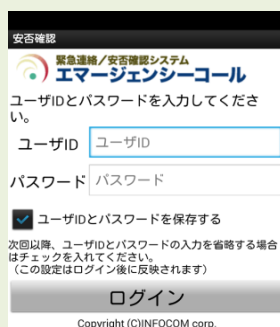 安否確認
緊急連絡/安否確認システム
エマージェンシーコール
ユーザIDとパスワードを入力してくださ
い。
ユーザID ユーザID
パスワード パスワード
ユーザIDとパスワードを保存する
次回以降、ユーザIDとパスワードの入力を省略する場合
はチェックを入れてください。
(この設定はログイン後に反映されます)
ログイン
Copyright (C)INFOCOM corp.